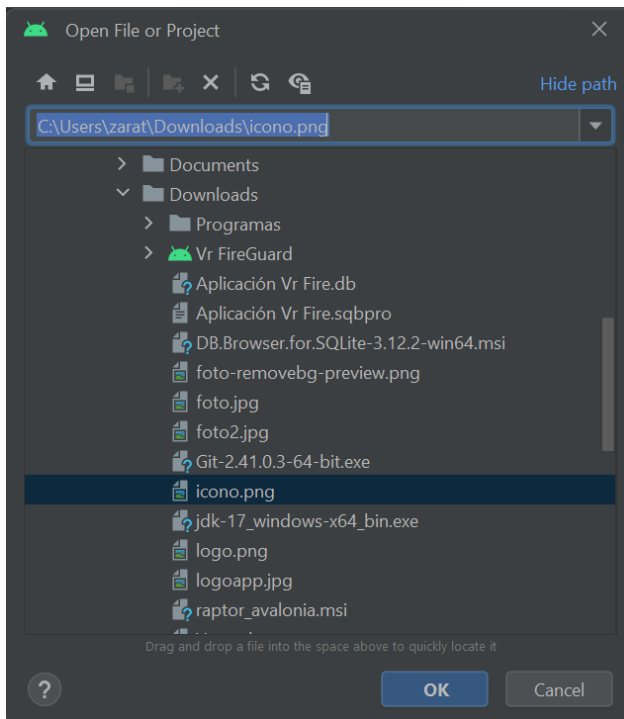 Open File or Project
Hide path
C:\Users\zarat\Downloads\icono.png
Documents
Downloads
Programas
Vr FireGuard
Aplicación Vr Fire.db
Aplicación Vr Fire.sqbpro
DB.Browser.for.SQLite-3.12.2-win64.msi
foto-removebg-preview.png
foto.jpg
foto2.jpg
Git-2.41.0.3-64-bit.exe
icono.png
jdk-17_windows-x64_bin.exe
logo.png
logoapp.jpg
raptor_avalonia.msi
Drag and drop a file into the space above to quickly locate it
?
OK
Cancel